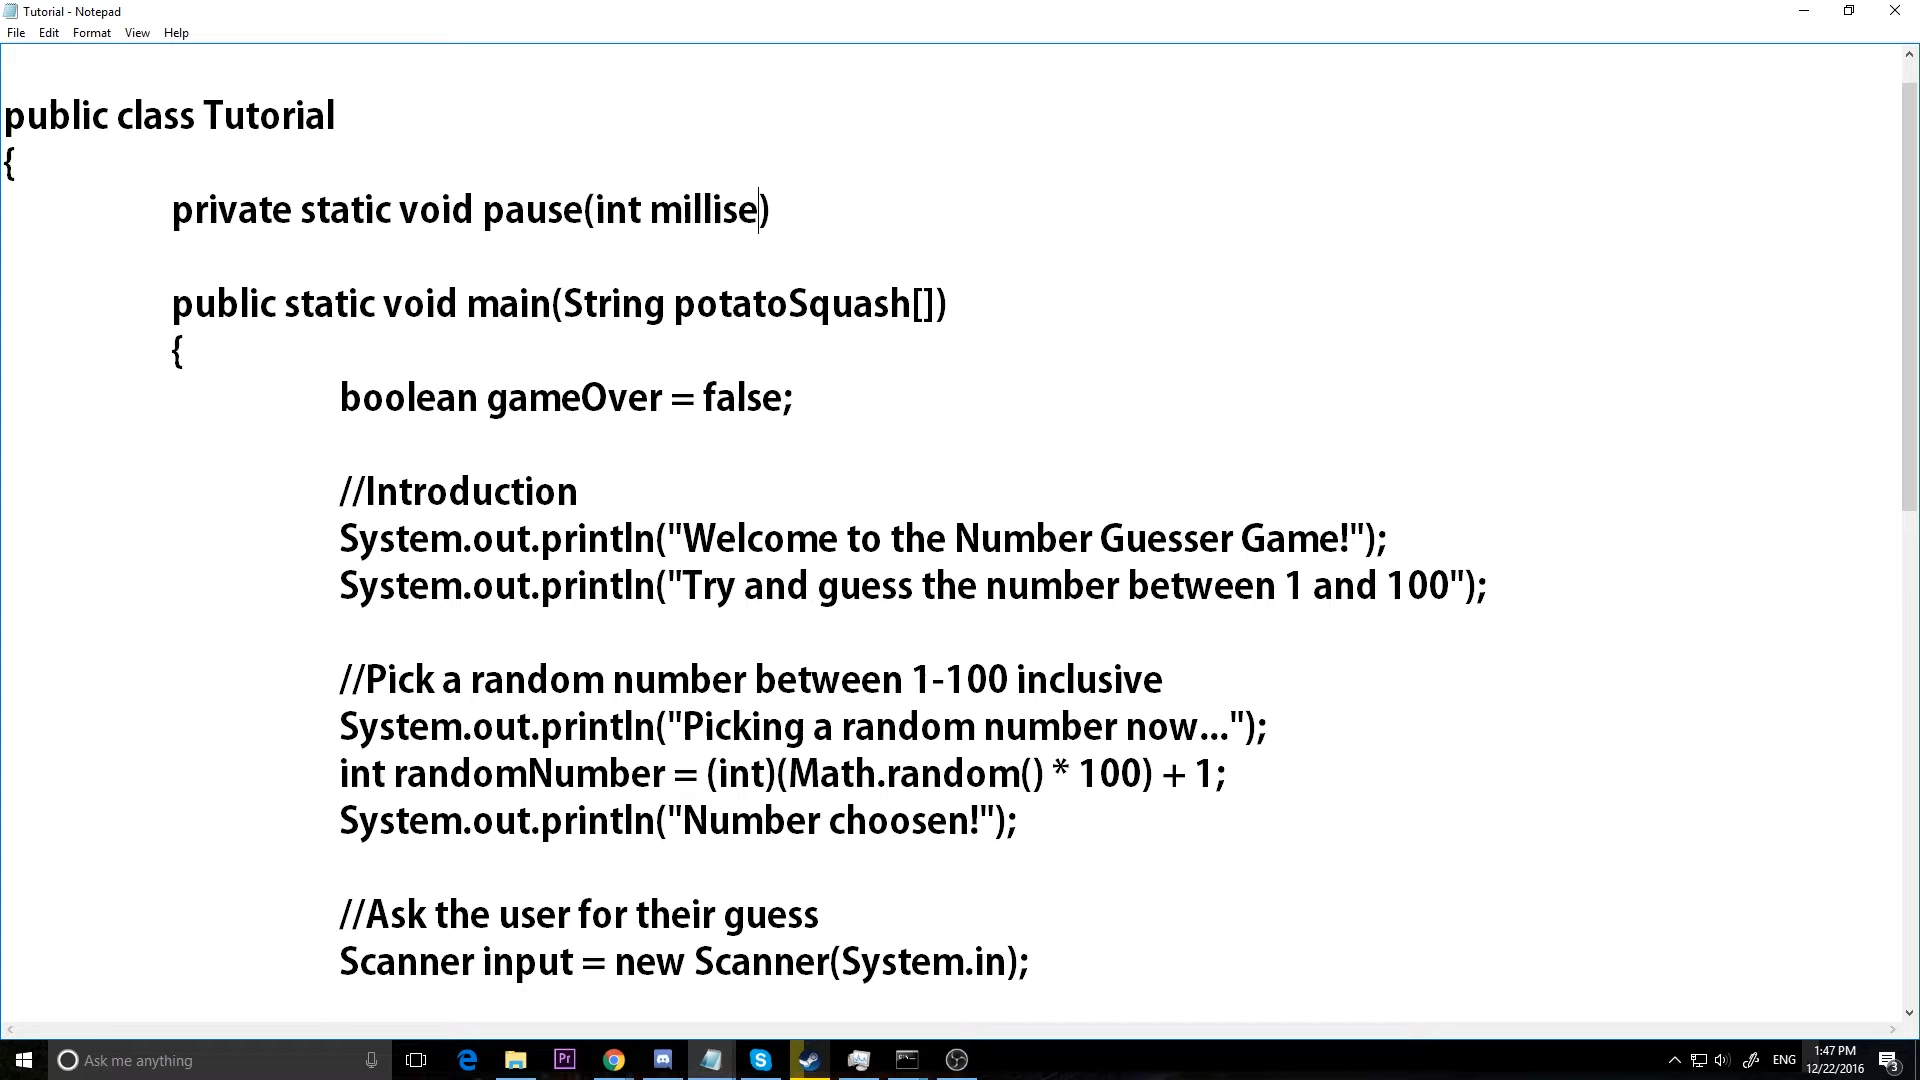 Tutorial - Notepad
File Edit Format View Help
public class Tutorial
{
private static void pause(int millise)
public static void main(String potatoSquash[])
{
boolean gameOver = false;
//Introduction
System.out.println("Welcome to the Number Guesser Game!");
System.out.println("Try and guess the number between 1 and 100");
//Pick a random number between 1-100 inclusive
System.out.println("Picking a random number now...");
int randomNumber = (int)(Math.random() * 100) + 1;
System.out.println("Number choosen!");
//Ask the user for their guess
Scanner input = new Scanner(System.in);
Ask me anything
Pr
ENG
1:47 PM
12/22/2016
3